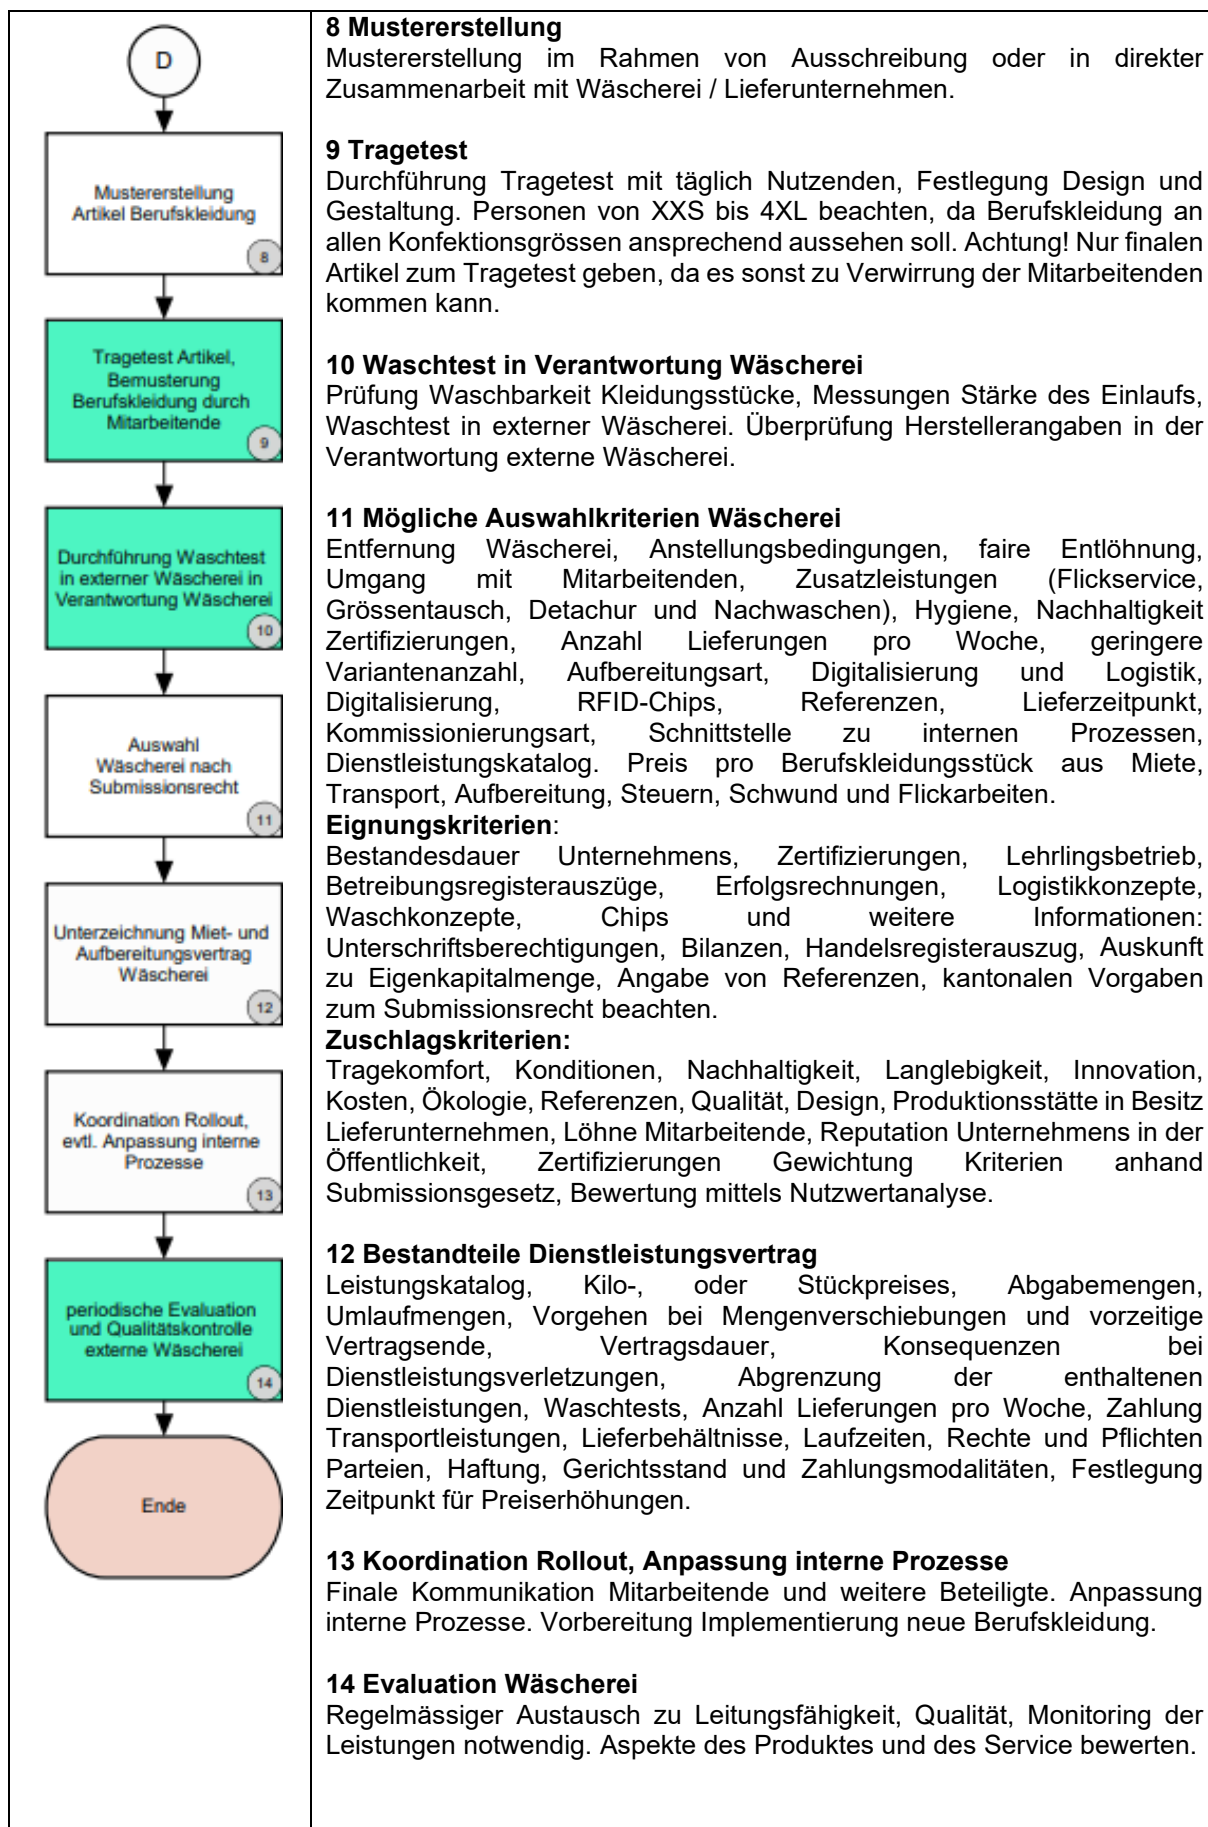 D
Mustererstellung
Artikel Berufskleidung
8
Tragetest Artikel,
Bemusterung
Berufskleidung durch
Mitarbeitende
9
Durchführung Waschtest
in externer Wäscherei in
Verantwortung Wäscherei
10
Auswahl
Wäscherei nach
Submissionsrecht
11
Unterzeichnung Miet- und
Aufbereitungsvertrag
Wäscherei
12
Koordination Rollout,
evtl. Anpassung interne
Prozesse
13
periodische Evaluation
und Qualitätskontrolle
externe Wäscherei
14
Ende
8 Mustererstellung
Mustererstellung im Rahmen von Ausschreibung oder in direkter
Zusammenarbeit mit Wäscherei / Lieferunternehmen.
9 Tragetest
Durchführung Tragetest mit täglich Nutzenden, Festlegung Design und
Gestaltung. Personen von XXS bis 4XL beachten, da Berufskleidung an
allen Konfektionsgrössen ansprechend aussehen soll. Achtung! Nur finalen
Artikel zum Tragetest geben, da es sonst zu Verwirrung der Mitarbeitenden
kommen kann.
10 Waschtest in Verantwortung Wäscherei
Prüfung Waschbarkeit Kleidungsstücke, Messungen Stärke des Einlaufs,
Waschtest in externer Wäscherei. Überprüfung Herstellerangaben in der
Verantwortung externe Wäscherei.
11 Mögliche Auswahlkriterien Wäscherei
Entfernung Wäscherei, Anstellungsbedingungen, faire Entlöhnung,
Umgang mit Mitarbeitenden, Zusatzleistungen (Flickservice,
Grössentausch, Detachur und Nachwaschen), Hygiene, Nachhaltigkeit
Zertifizierungen, Anzahl Lieferungen pro Woche, geringere
Variantenanzahl, Aufbereitungsart, Digitalisierung und Logistik,
Digitalisierung, RFID-Chips, Referenzen, Lieferzeitpunkt,
Kommissionierungsart, Schnittstelle zu internen Prozessen,
Dienstleistungskatalog. Preis pro Berufskleidungsstück aus Miete,
Transport, Aufbereitung, Steuern, Schwund und Flickarbeiten.
Eignungskriterien:
Bestandesdauer Unternehmens, Zertifizierungen, Lehrlingsbetrieb,
Betreibungsregisterauszüge, Erfolgsrechnungen, Logistikkonzepte,
Waschkonzepte, Chips und weitere Informationen:
Unterschriftsberechtigungen, Bilanzen, Handelsregisterauszug, Auskunft
zu Eigenkapitalmenge, Angabe von Referenzen, kantonalen Vorgaben
zum Submissionsrecht beachten.
Zuschlagskriterien:
Tragekomfort, Konditionen, Nachhaltigkeit, Langlebigkeit, Innovation,
Kosten, Ökologie, Referenzen, Qualität, Design, Produktionsstätte in Besitz
Lieferunternehmen, Löhne Mitarbeitende, Reputation Unternehmens in der
Öffentlichkeit, Zertifizierungen Gewichtung Kriterien anhand
Submissionsgesetz, Bewertung mittels Nutzwertanalyse.
12 Bestandteile Dienstleistungsvertrag
Leistungskatalog, Kilo-, oder Stückpreises, Abgabemengen,
Umlaufmengen, Vorgehen bei Mengenverschiebungen und vorzeitige
Vertragsende, Vertragsdauer, Konsequenzen bei
Dienstleistungsverletzungen, Abgrenzung der enthaltenen
Dienstleistungen, Waschtests, Anzahl Lieferungen pro Woche, Zahlung
Transportleistungen, Lieferbehältnisse, Laufzeiten, Rechte und Pflichten
Parteien, Haftung, Gerichtsstand und Zahlungsmodalitäten, Festlegung
Zeitpunkt für Preiserhöhungen.
13 Koordination Rollout, Anpassung interne Prozesse
Finale Kommunikation Mitarbeitende und weitere Beteiligte. Anpassung
interne Prozesse. Vorbereitung Implementierung neue Berufskleidung.
14 Evaluation Wäscherei
Regelmässiger Austausch zu Leitungsfähigkeit, Qualität, Monitoring der
Leistungen notwendig. Aspekte des Produktes und des Service bewerten.